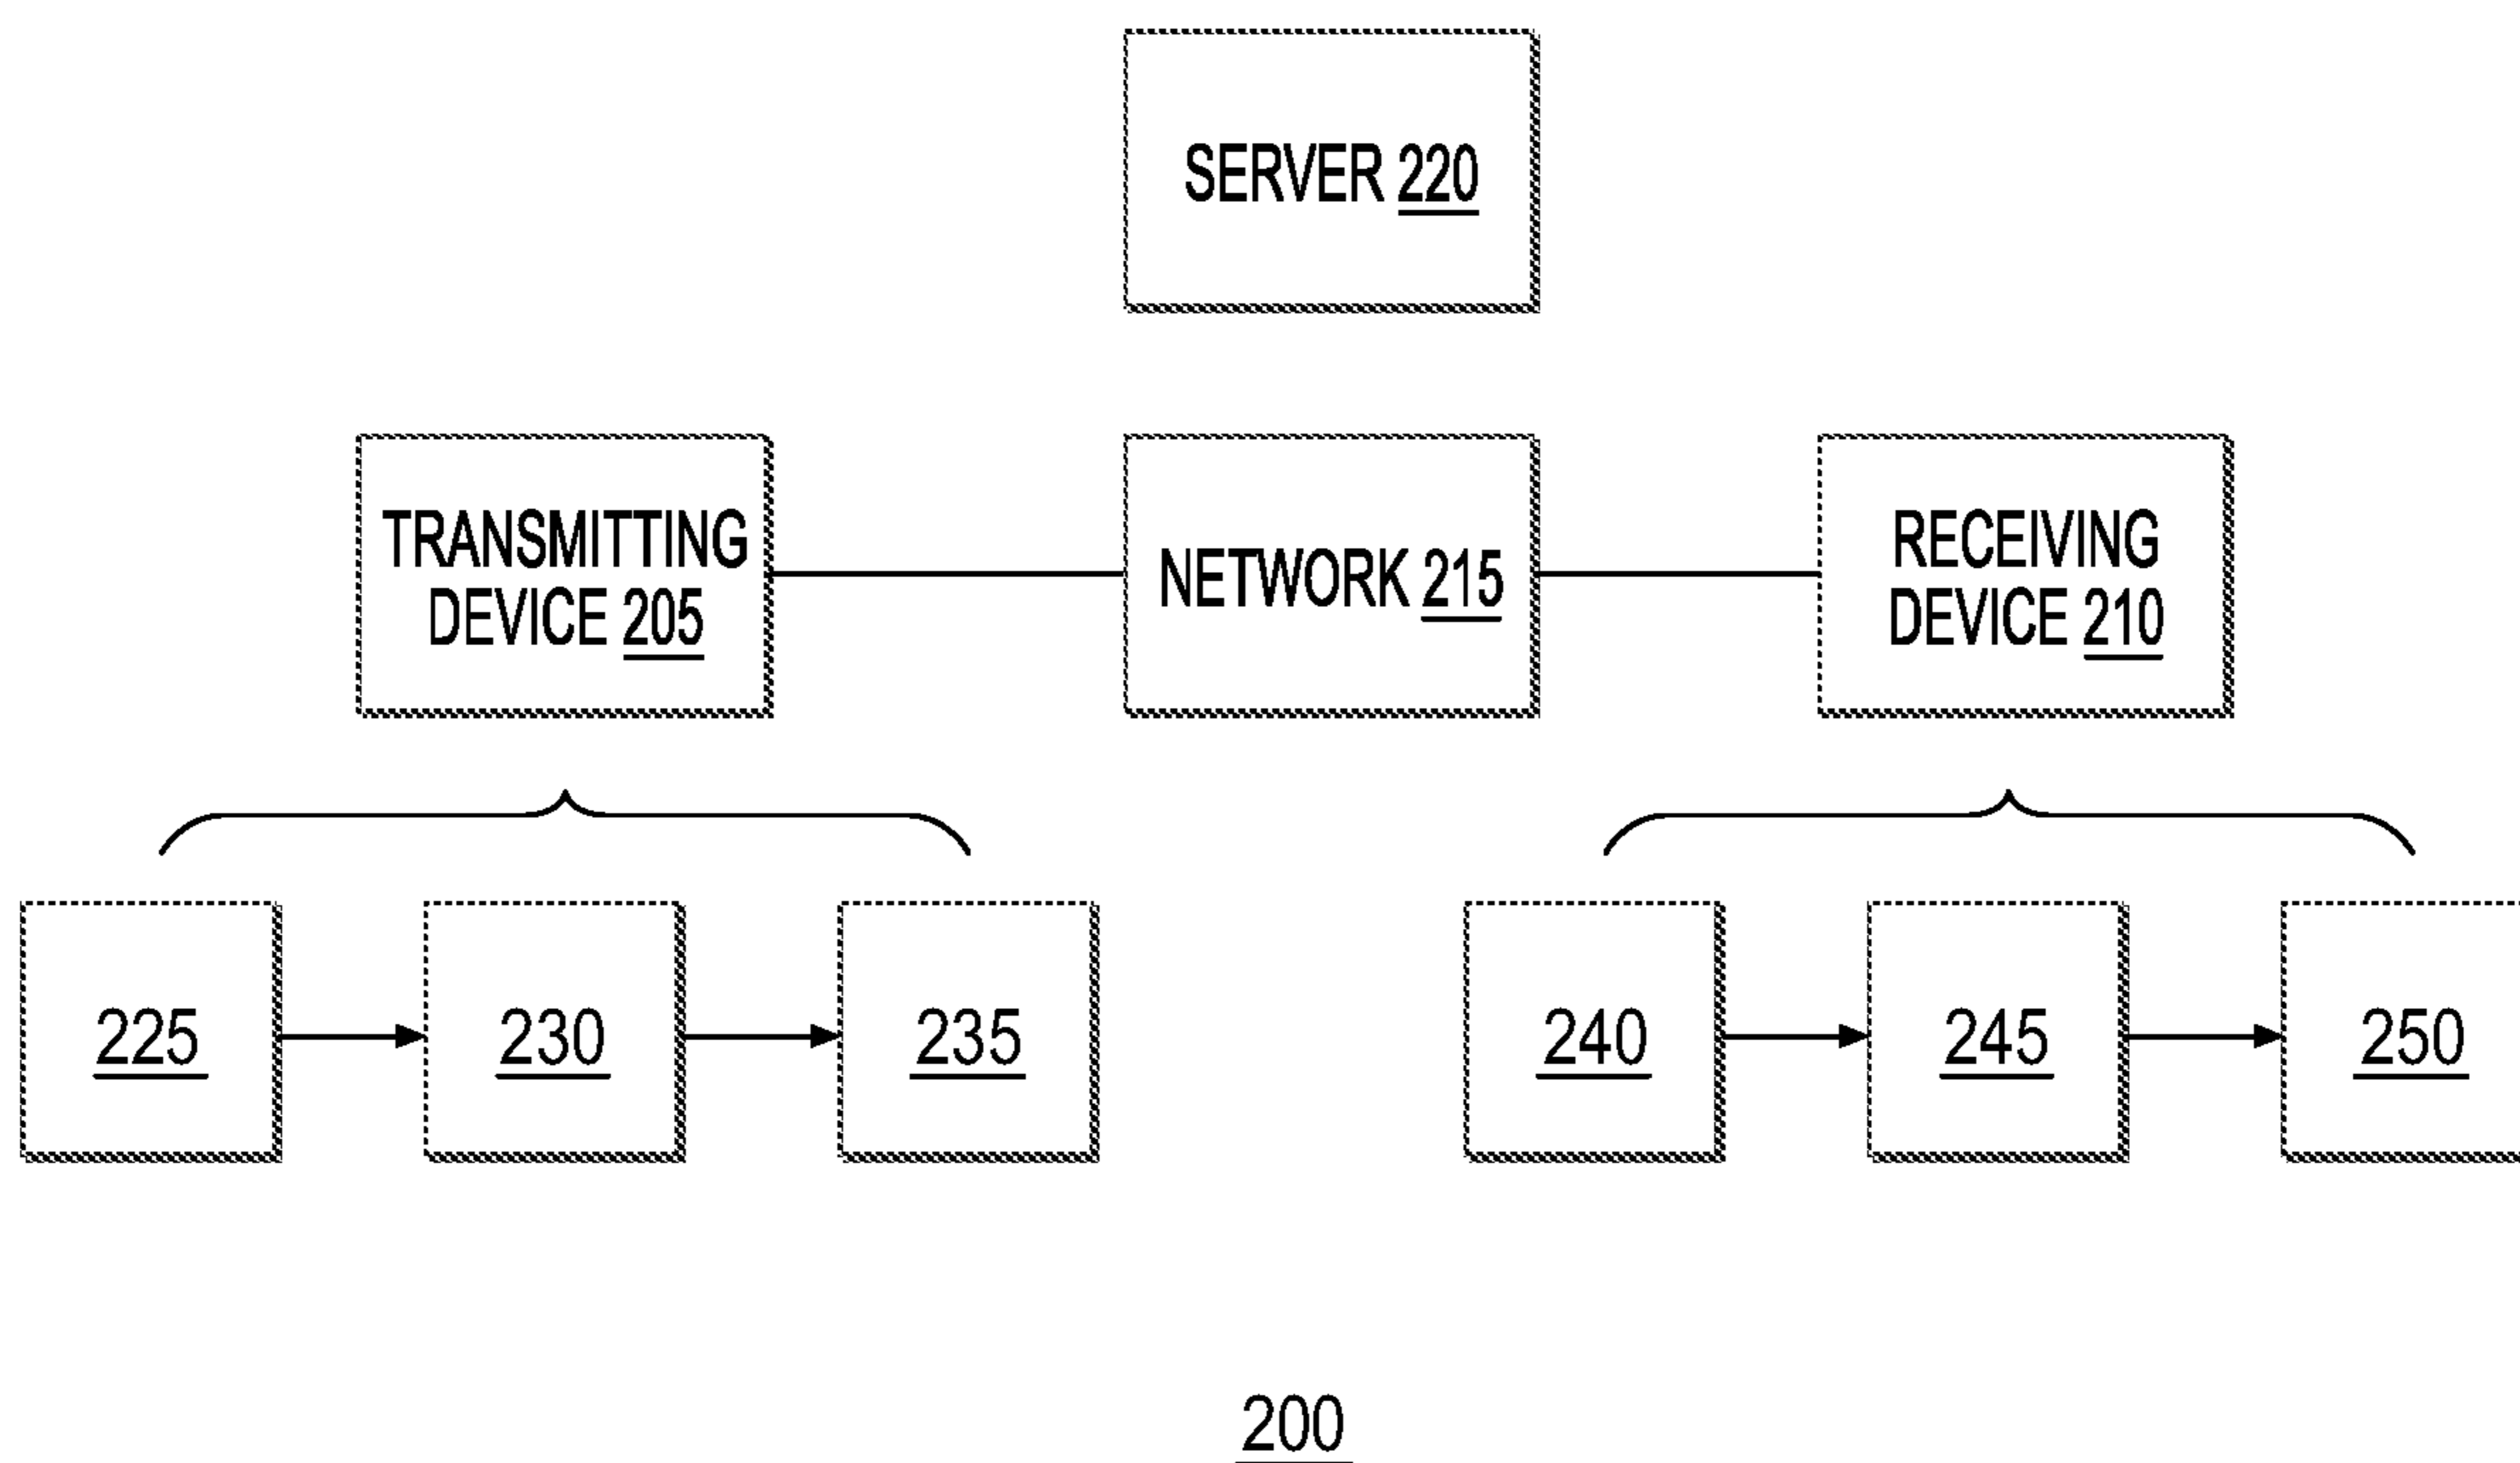 SERVER 220
TRANSMITTING
DEVICE 205
NETWORK 215
RECEIVING
DEVICE 210
225
230
235
240
245
250
200